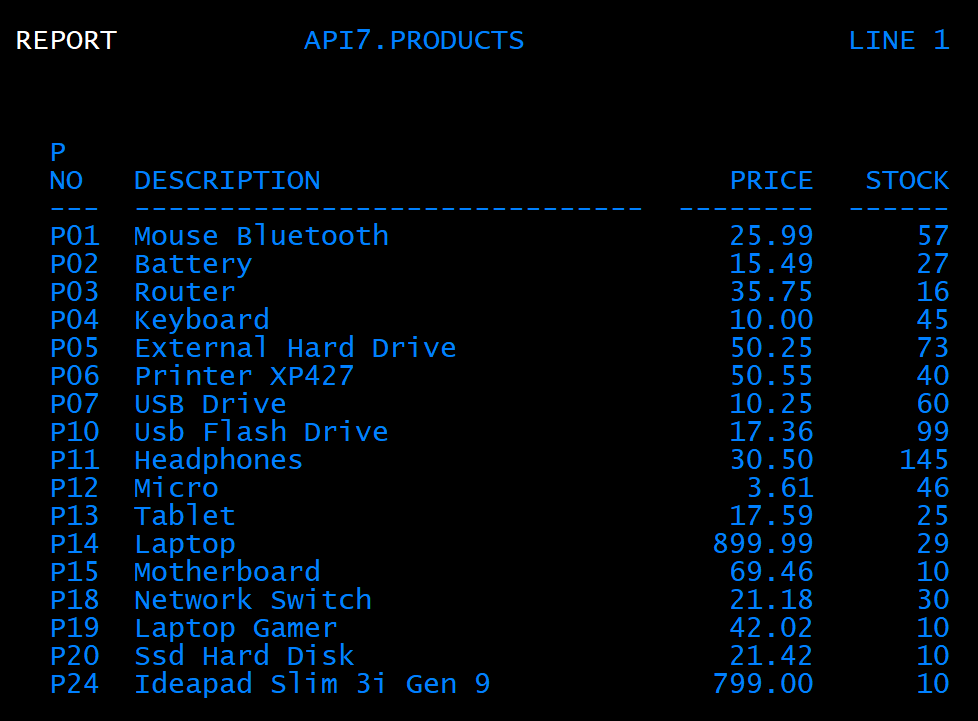 REPORT API7.PRODUCTS LINE 1
P
NO DESCRIPTION PRICE STOCK
--- ------------------------------ -------- ------
P01 Mouse Bluetooth 25.99 57
P02 Battery 15.49 27
P03 Router 35.75 16
P04 Keyboard 10.00 45
P05 External Hard Drive 50.25 73
P06 Printer XP427 50.55 40
P07 USB Drive 10.25 60
P10 Usb Flash Drive 17.36 99
P11 Headphones 30.50 145
P12 Micro 3.61 46
P13 Tablet 17.59 25
P14 Laptop 899.99 29
P15 Motherboard 69.46 10
P18 Network Switch 21.18 30
P19 Laptop Gamer 42.02 10
P20 Ssd Hard Disk 21.42 10
P24 Ideapad Slim 3i Gen 9 799.00 10